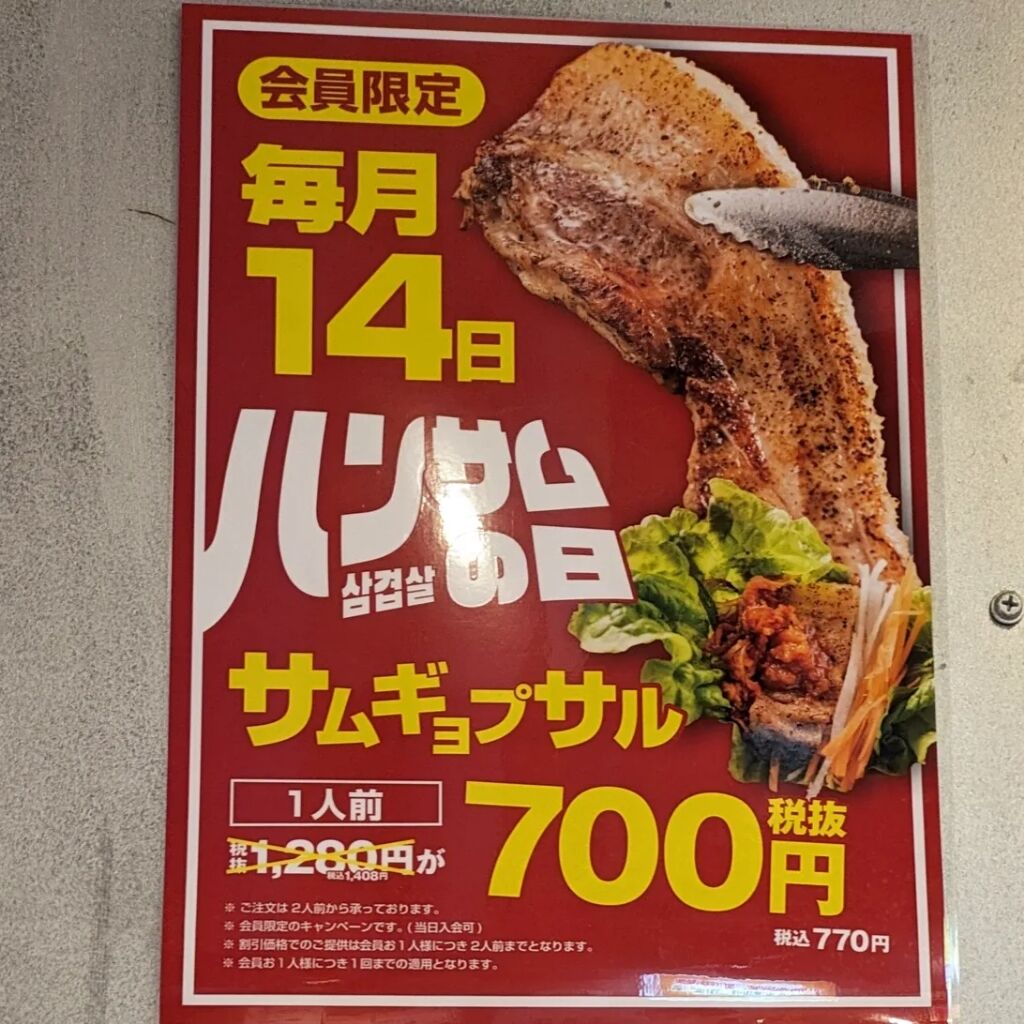 会員限定
毎月
14日
ハンサム
の日
삼겹살
サムギョプサル
1人前
税抜1,280円が
税込1,408円
700円
税抜
税込770円
※ ご注文は2人前から承っております。
※ 会員限定のキャンペーンです。(当日入会可)
※ 割引価格でのご提供は会員お1人様につき2人前までとなります。
※ 会員お1人様につき1回までの適用となります。